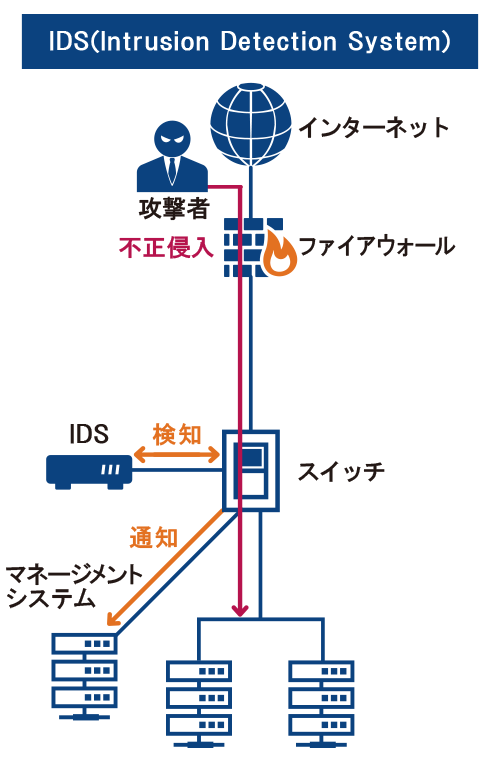 IDS(Intrusion Detection System)
インターネット
攻撃者
不正侵入
ファイアウォール
IDS
検知
スイッチ
通知
マネージメント
システム